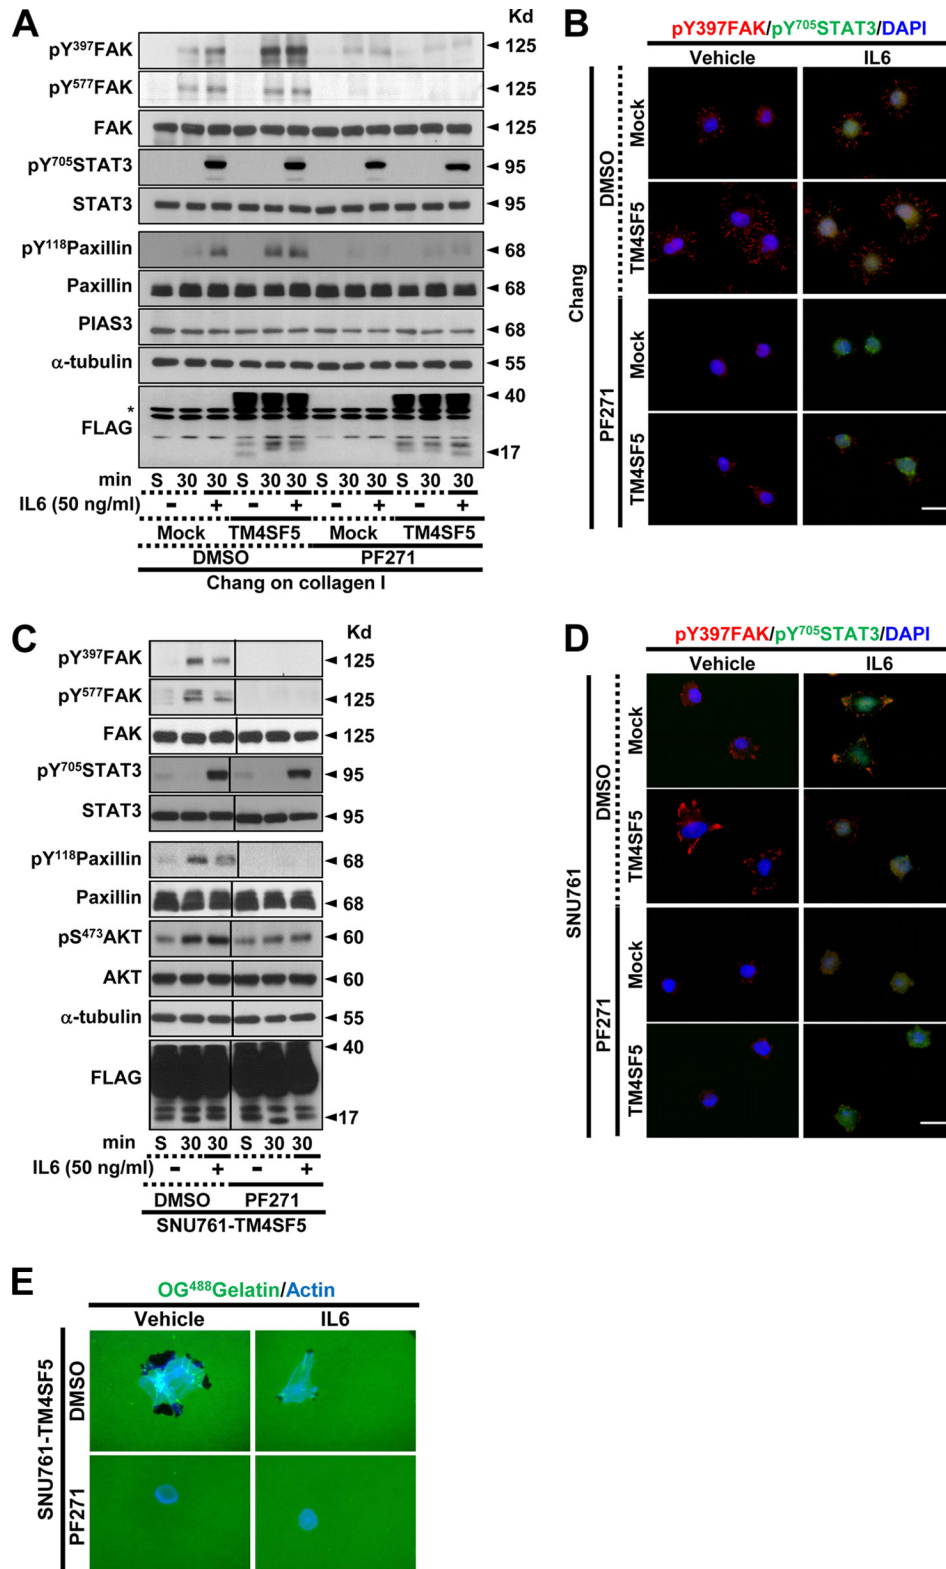 A
Kd
pY³⁹⁷FAK
125
pY⁵⁷⁷FAK
125
FAK
125
pY⁷⁰⁵STAT3
95
STAT3
95
pY¹¹⁸Paxillin
68
Paxillin
68
PIAS3
68
α-tubulin
55
40
*
FLAG
17
min S 30 30 S 30 30 S 30 30 S 30 30
IL6 (50 ng/ml) - + - + - + - +
Mock TM4SF5 Mock TM4SF5
DMSO PF271
Chang on collagen I
B
pY397FAK/pY⁷⁰⁵STAT3/DAPI
Vehicle IL6
Chang
DMSO
Mock
TM4SF5
PF271
Mock
TM4SF5
C
Kd
pY³⁹⁷FAK
125
pY⁵⁷⁷FAK
125
FAK
125
pY⁷⁰⁵STAT3
95
STAT3
95
pY¹¹⁸Paxillin
68
Paxillin
68
pS⁴⁷³AKT
60
AKT
60
α-tubulin
55
40
FLAG
17
min S 30 30 S 30 30
IL6 (50 ng/ml) - + - +
DMSO PF271
SNU761-TM4SF5
D
pY397FAK/pY⁷⁰⁵STAT3/DAPI
Vehicle IL6
SNU761
DMSO
Mock
TM4SF5
PF271
Mock
TM4SF5
E
OG⁴⁸⁸Gelatin/Actin
Vehicle IL6
SNU761-TM4SF5
DMSO
PF271